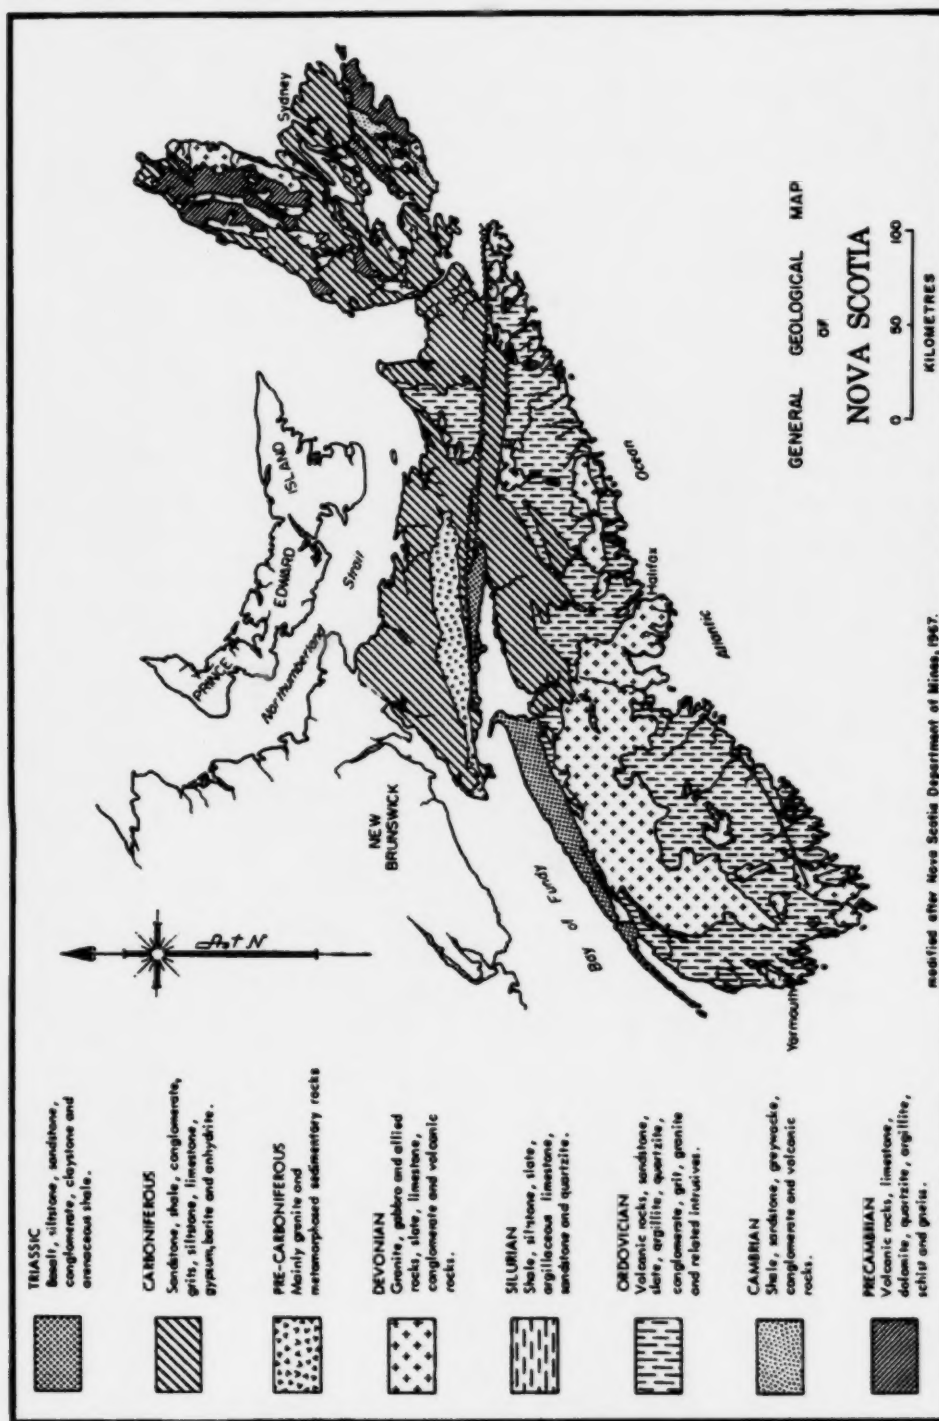 TRIASSIC
Basalt, siltstone, sandstone,
conglomerate, claystone and
arenaceous shale.
CARBONIFEROUS
Sandstone, shale, conglomerate,
grits, siltstone, limestone,
gypsum, barite and anhydrite.
PRE-CARBONIFEROUS
Mainly granite and
metamorphosed sedimentary rocks
DEVONIAN
Granite, gabbro and allied
rocks, slate, limestone,
conglomerate and volcanic
rocks.
SILURIAN
Shale, siltstone, slate,
argillaceous limestone,
sandstone and quartzite.
ORDOVICIAN
Volcanic rocks, sandstone,
slate, argillite, quartzite,
conglomerate, grit, granite
and related intrusives.
CAMBRIAN
Shale, sandstone, greywacke,
conglomerate and volcanic
rocks.
PRECAMBRIAN
Volcanic rocks, limestone,
dolomite, quartzite, argillite,
schist and gneiss.
N
NEW
BRUNSWICK
PRINCE
EDWARD
ISLAND
Northumberland
Strait
Sydney
Bay of Fundy
Halifax
Yarmouth
Atlantic
Ocean
GENERAL GEOLOGICAL MAP
OF
NOVA SCOTIA
0 50 100
KILOMETRES
modified after Nova Scotia Department of Mines, 1967.